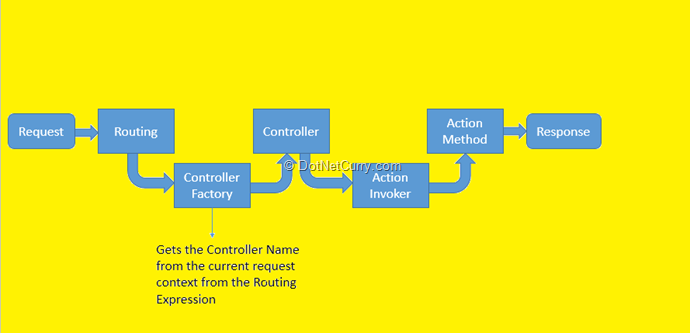 Request
Routing
Controller
Factory
Controller
Action
Invoker
Action
Method
Response
© DotNetCurry.com
Gets the Controller Name
from the current request
context from the Routing
Expression